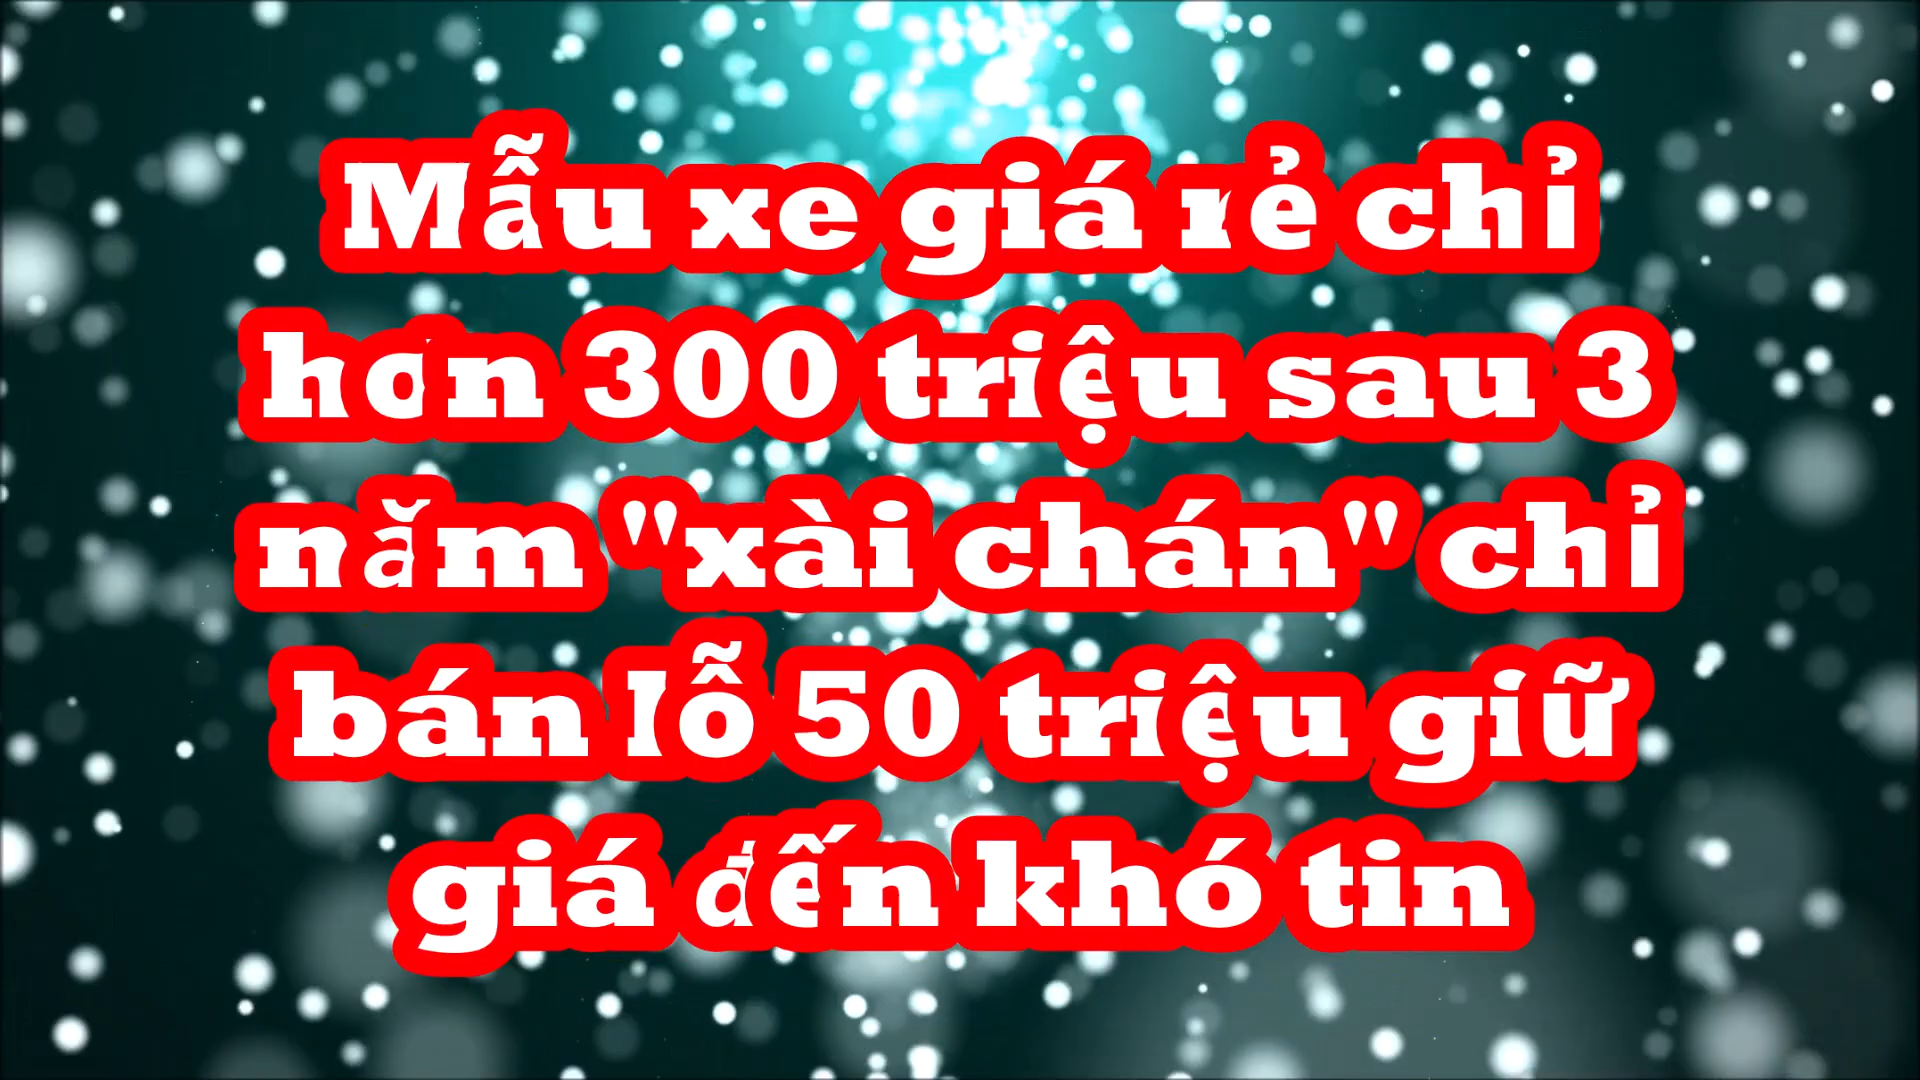 Mẫu xe giá rẻ chỉ
hơn 300 triệu sau 3
năm "xài chán" chỉ
bán lỗ 50 triệu giữ
giá đến khó tin